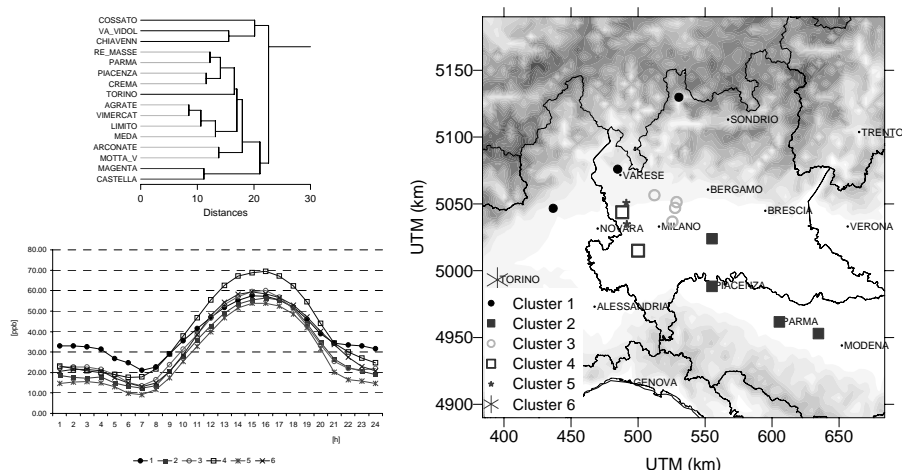 COSSATO
VA_VIDOL
CHIAVENN
RE_MASSE
PARMA
PIACENZA
CREMA
TORINO
AGRATE
VIMERCAT
LIMITO
MEDA
ARCONATE
MOTTA_V
MAGENTA
CASTELLA
0 10 20 30
Distances
80.00
70.00
60.00
50.00
40.00
30.00
20.00
10.00
0.00
[ppb]
1 2 3 4 5 6 7 8 9 10 11 12 13 14 15 16 17 18 19 20 21 22 23 24
[h]
1 2 3 4 5 6
UTM (km)
5150
5100
5050
5000
4950
4900
SONDRIO
TRENTO
VARESE
BERGAMO
BRESCIA
NOVARA
MILANO
VERONA
TORINO
PIACENZA
ALESSANDRIA
PARMA
MODENA
GENOVA
Cluster 1
Cluster 2
Cluster 3
Cluster 4
Cluster 5
Cluster 6
400 450 500 550 600 650
UTM (km)